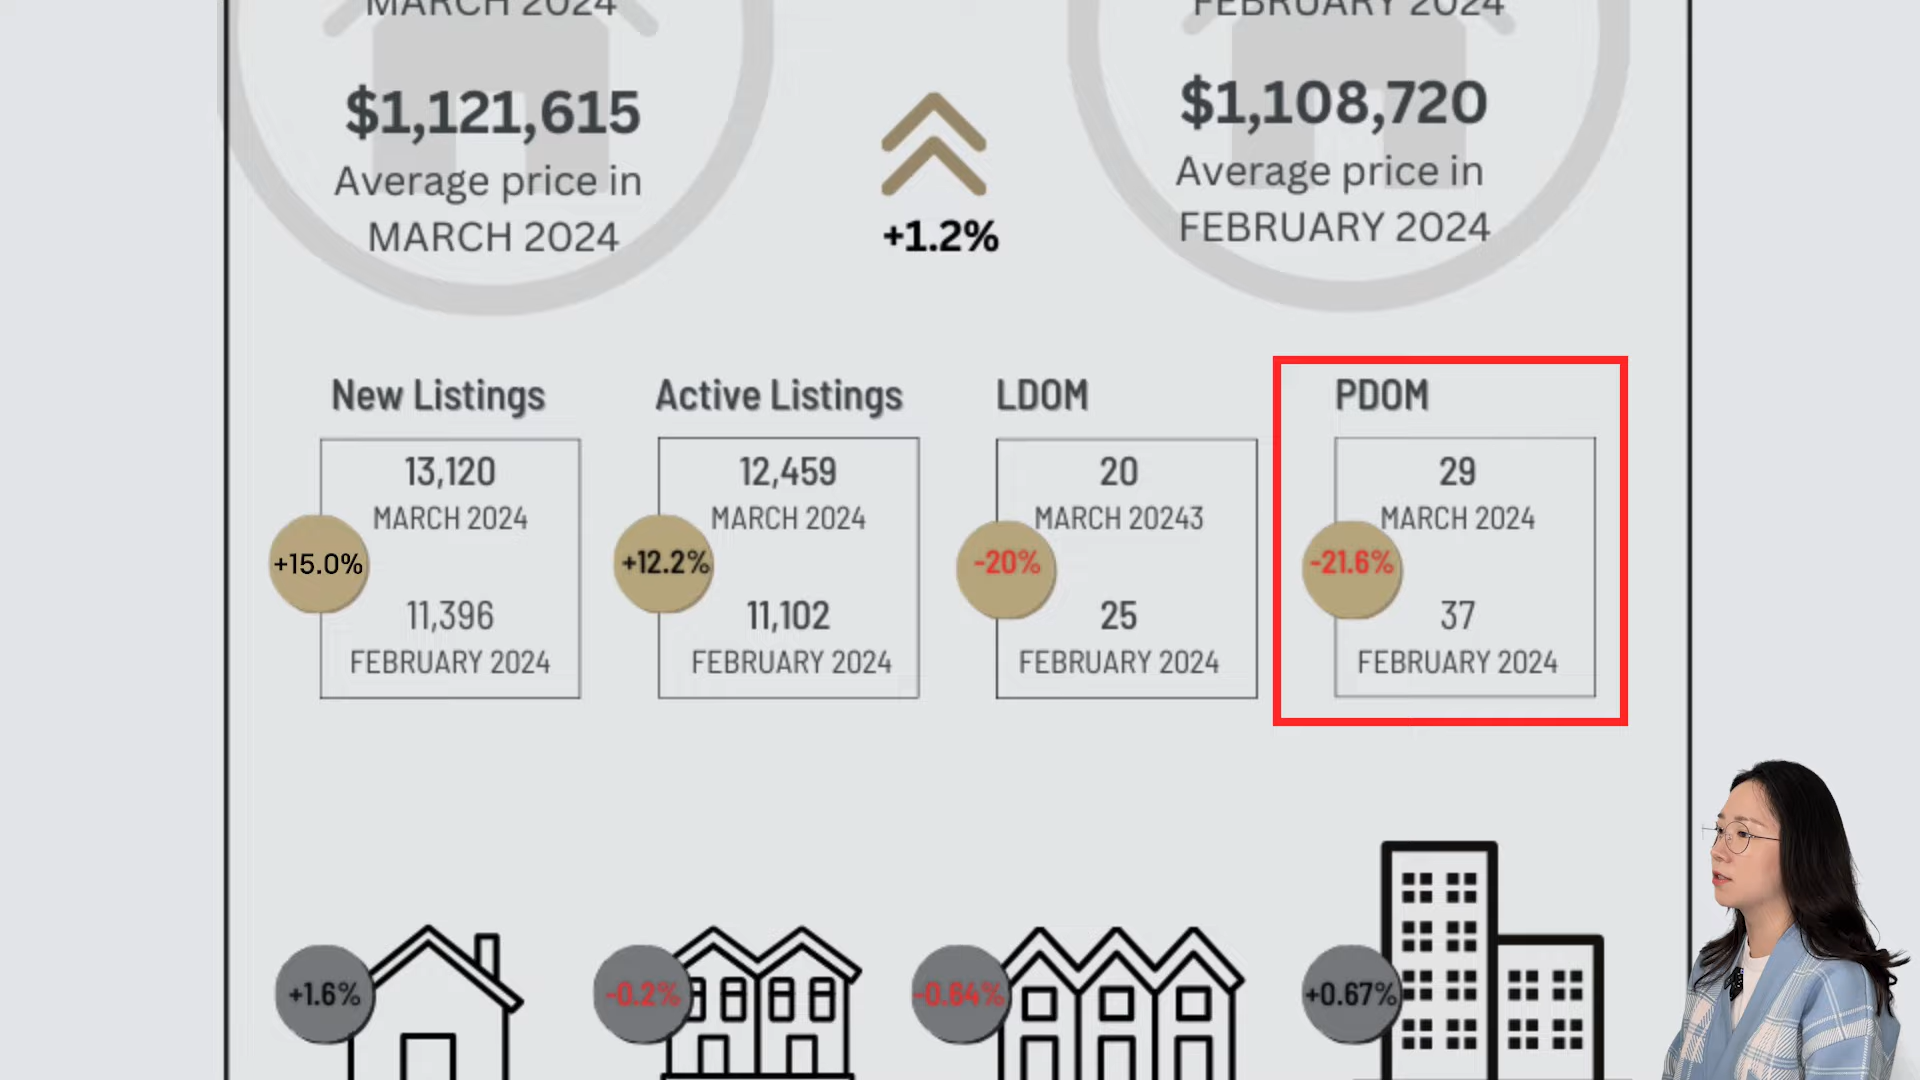 MARCH 2024
FEBRUARY 2024
$1,121,615
Average price in
MARCH 2024
+1.2%
$1,108,720
Average price in
FEBRUARY 2024
New Listings
13,120
MARCH 2024
+15.0%
11,396
FEBRUARY 2024
Active Listings
12,459
MARCH 2024
+12.2%
11,102
FEBRUARY 2024
LDOM
20
MARCH 20243
-20%
25
FEBRUARY 2024
PDOM
29
MARCH 2024
-21.6%
37
FEBRUARY 2024
+1.6%
-0.2%
-0.84%
+0.67%